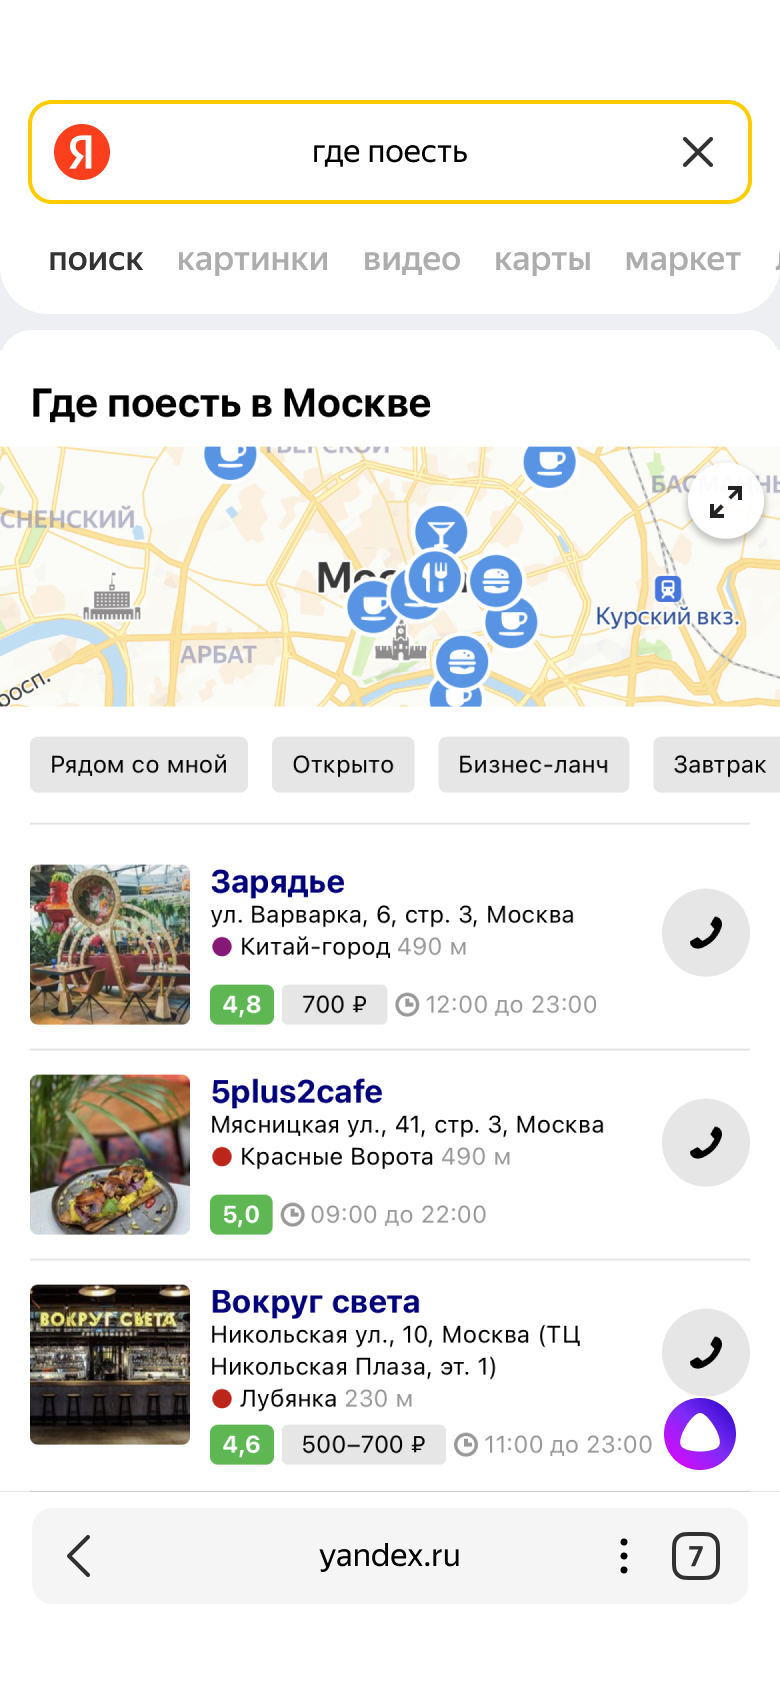 Я
где поесть
поиск картинки видео карты маркет
Где поесть в Москве
СНЕНСКИЙ
Курский вкз.
АРБАТ
Рядом со мной Открыто Бизнес-ланч Завтрак
Зарядье
ул. Варварка, 6, стр. 3, Москва
Китай-город 490 м
4,8 700 ₽ 12:00 до 23:00
5plus2cafe
Мясницкая ул., 41, стр. 3, Москва
Красные Ворота 490 м
5,0 09:00 до 22:00
ВОКРУГ СВЕТА
Вокруг света
Никольская ул., 10, Москва (ТЦ
Никольская Плаза, эт. 1)
Лубянка 230 м
4,6 500–700 ₽ 11:00 до 23:00
yandex.ru 7